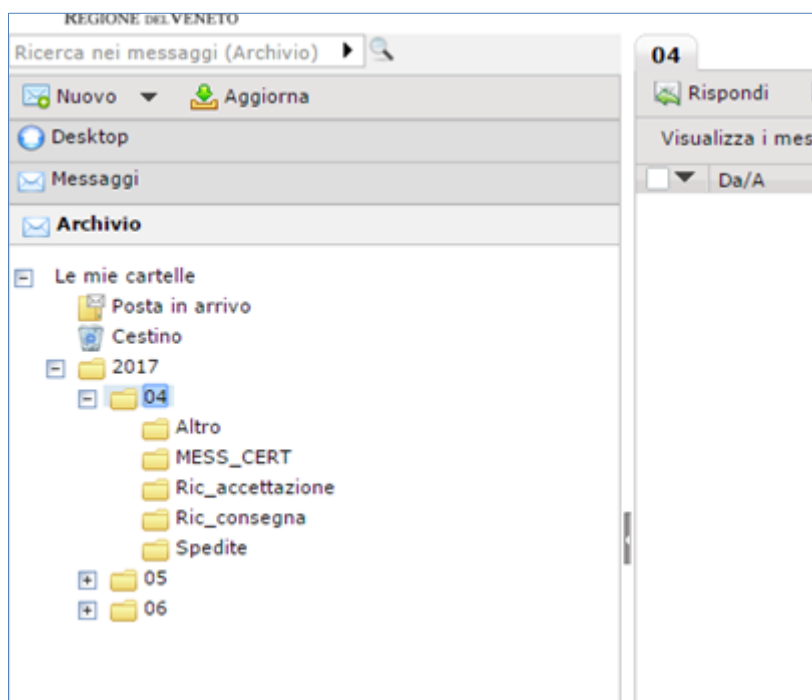 REGIONE DEL VENETO
Ricerca nei messaggi (Archivio)
Nuovo Aggiorna
Desktop
Messaggi
Archivio
Le mie cartelle
Posta in arrivo
Cestino
2017
04
Altro
MESS_CERT
Ric_accettazione
Ric_consegna
Spedite
05
06
04
Rispondi
Visualizza i mes
Da/A